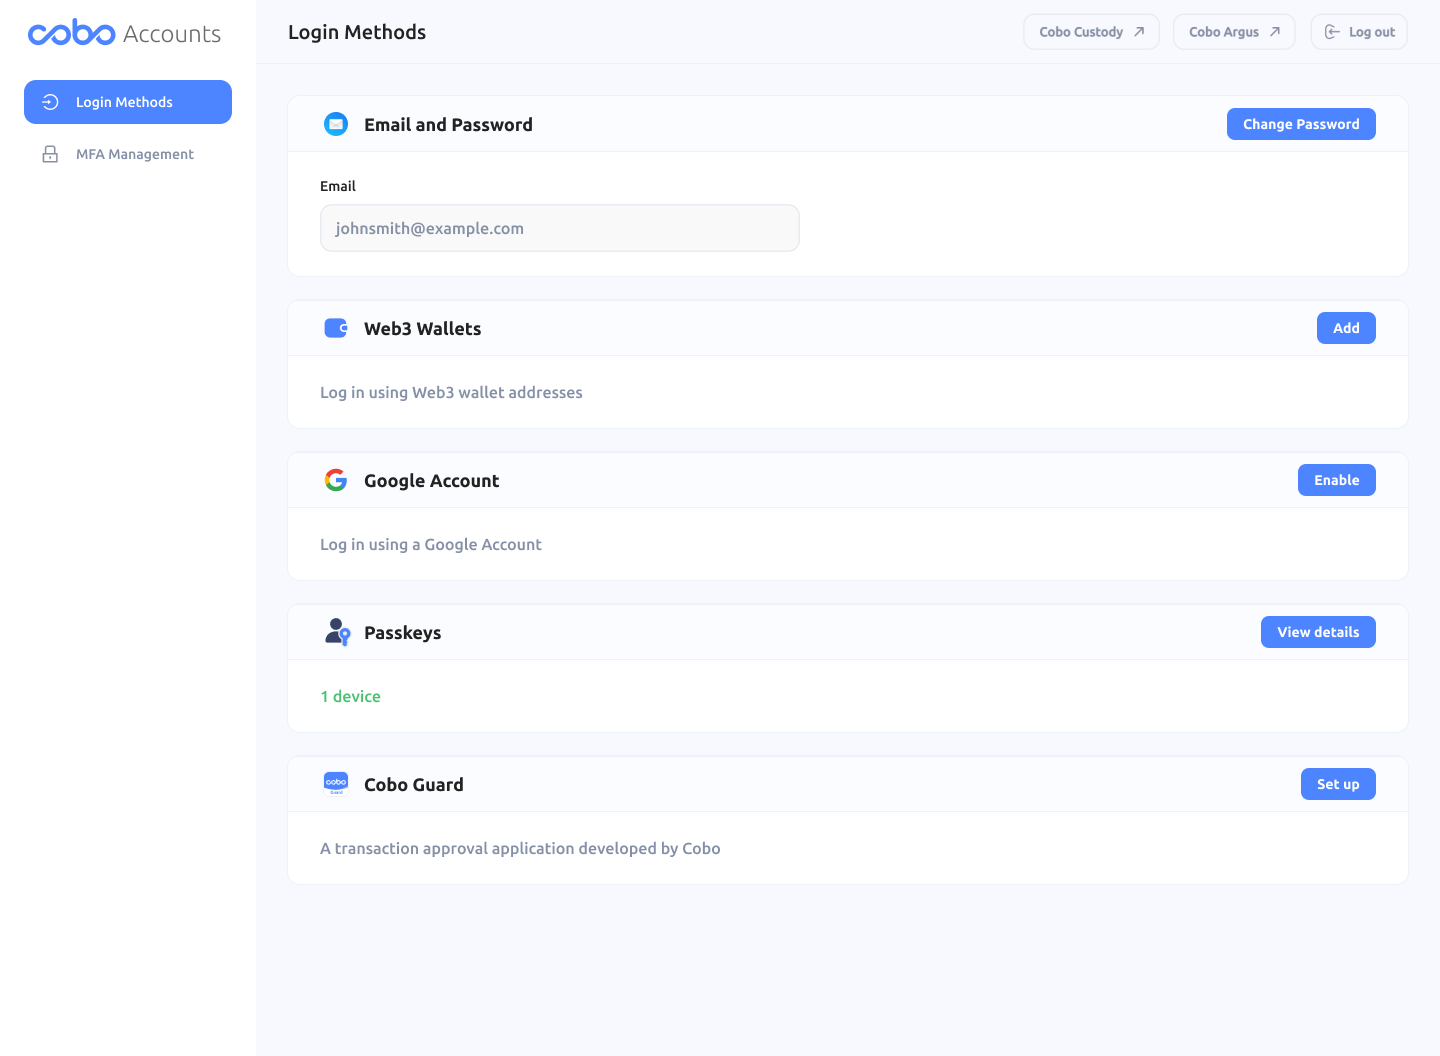 cobo Accounts
Login Methods
MFA Management
Login Methods
Cobo Custody
Cobo Argus
Log out
Email and Password
Change Password
Email
johnsmith@example.com
Web3 Wallets
Add
Log in using Web3 wallet addresses
Google Account
Enable
Log in using a Google Account
Passkeys
View details
1 device
cobo
Guard
Cobo Guard
Set up
A transaction approval application developed by Cobo